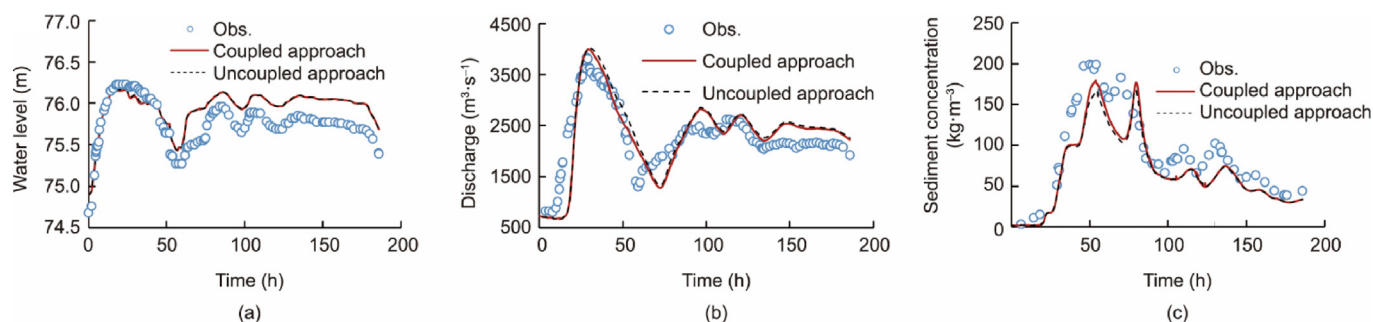 77.0
76.5
76.0
75.5
75.0
74.5
Water level (m)
Obs.
Coupled approach
Uncoupled approach
0
50
100
150
200
Time (h)
(a)
4500
3500
2500
1500
500
Discharge (m³·s⁻¹)
Obs.
Coupled approach
Uncoupled approach
0
50
100
150
200
Time (h)
(b)
250
200
150
100
50
0
Sediment concentration
(kg·m⁻³)
Obs.
Coupled approach
Uncoupled approach
50
100
150
200
Time (h)
(c)